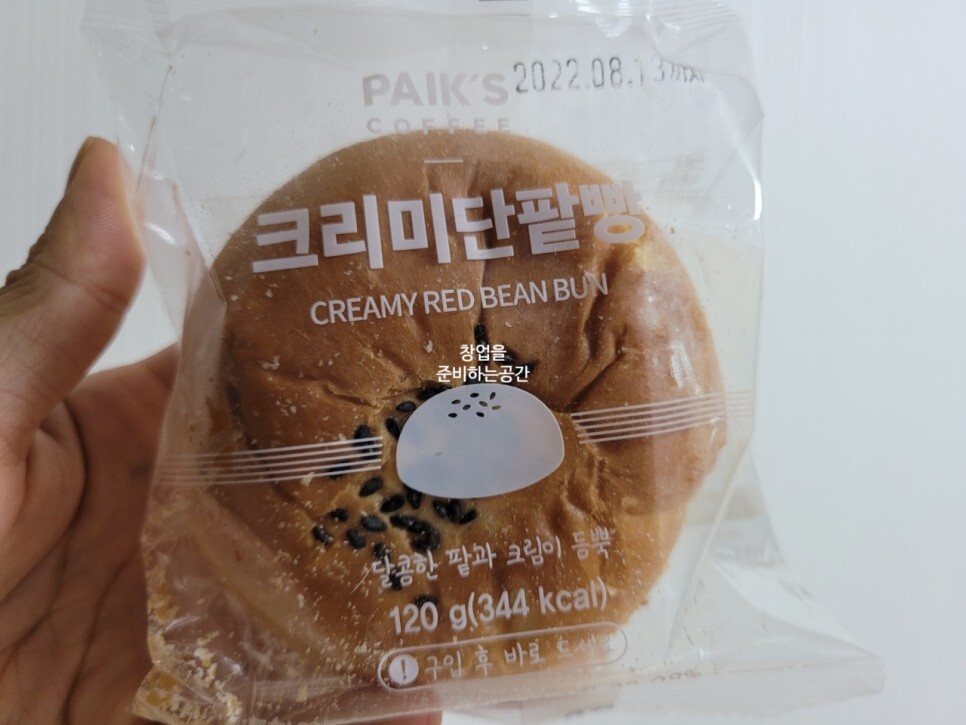 PAIK'S 2022.08.13까지
COFFEE
크리미단팥빵
CREAMY RED BEAN BUN
창업을
준비하는공간
달콤한 팥과 크림이 듬뿍
120 g(344 kcal)
! 구입 후 바로 드세요